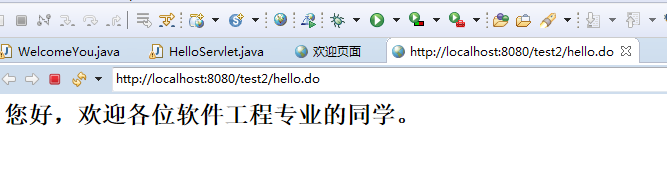 WelcomeYou.java HelloServlet.java 欢迎页面 http://localhost:8080/test2/hello.do
http://localhost:8080/test2/hello.do
您好，欢迎各位软件工程专业的同学。